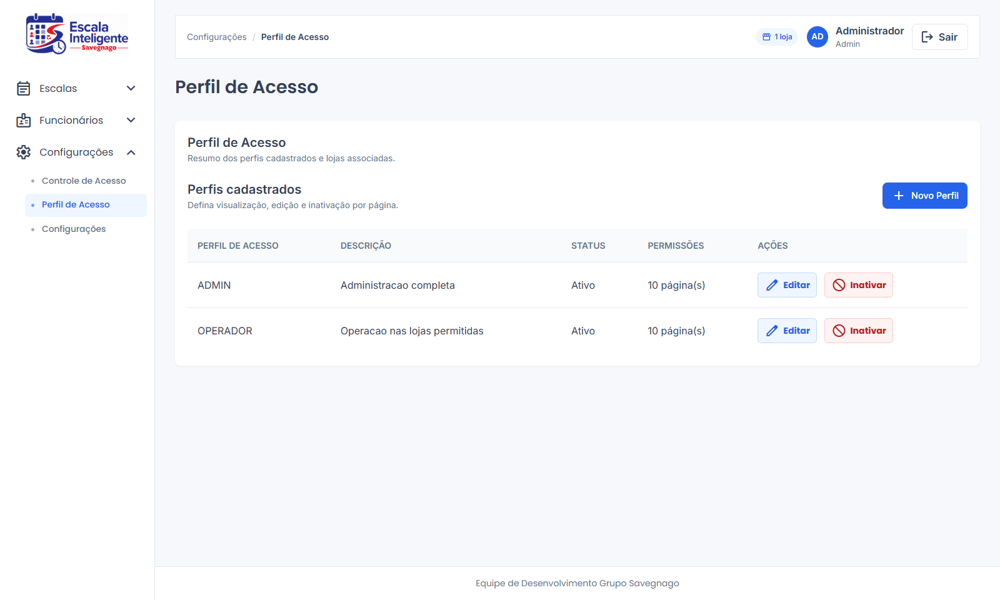 Escala
Inteligente
Savegnago
Escalas
Funcionários
Configurações
Controle de Acesso
Perfil de Acesso
Configurações
Configurações / Perfil de Acesso
1 loja
AD
Administrador
Admin
Sair
Perfil de Acesso
Perfil de Acesso
Resumo dos perfis cadastrados e lojas associadas.
Perfis cadastrados
Defina visualização, edição e inativação por página.
Novo Perfil
PERFIL DE ACESSO DESCRIÇÃO STATUS PERMISSÕES AÇÕES
ADMIN Administracao completa Ativo 10 página(s) Editar Inativar
OPERADOR Operacao nas lojas permitidas Ativo 10 página(s) Editar Inativar
Equipe de Desenvolvimento Grupo Savegnago